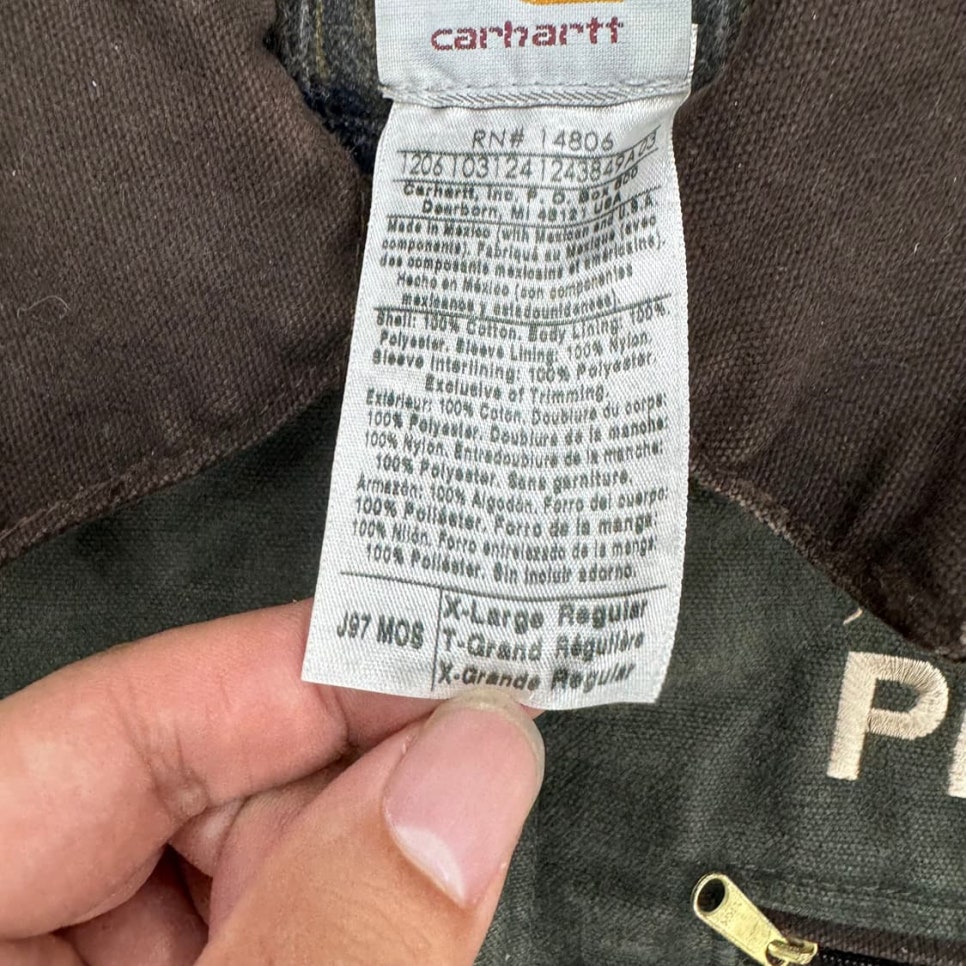 carhartt
RN# 14806
1206103124124384 9A 03
Carhartt, Inc. P. O. Box 600
Dearborn, MI 48121 USA
Made in Mexico (with Mexican and U.S.A.
components). Fabriqué au Mexique (avec
des composants mexicains et américains).
Hecho en México (con componentes
mexicanos y estadounidenses)
Shell: 100% Cotton. Body Lining: 100%
Polyester. Sleeve Lining: 100% Nylon.
Sleeve Interlining: 100% Polyester.
Exclusive of Trimming.
Extérieur: 100% Coton. Doublure du corps:
100% Polyester. Doublure de la manche:
100% Nylon. Entredoublure de la manche:
100% Polyester. Sans garniture.
Armazón: 100% Algodón. Forro del cuerpo:
100% Poliéster. Forro de la manga:
100% Nilón. Forro entrelazado de la manga:
100% Poliéster. Sin incluir adorno.
J97 MOS
X-Large Regular
T-Grand Régulière
X-Grande Regular
P